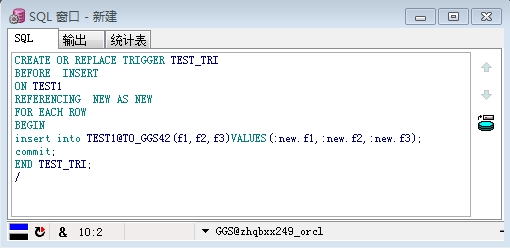 SQL 窗口 - 新建
SQL 输出 统计表
CREATE OR REPLACE TRIGGER TEST_TRI
BEFORE  INSERT
ON TEST1
REFERENCING  NEW AS NEW
FOR EACH ROW
BEGIN
insert into TEST1@TO_GGS42(f1,f2,f3)VALUES(:new.f1,:new.f2,:new.f3);
commit;
END TEST_TRI;
/
& 10:2 GGS@zhqbxx249_orcl